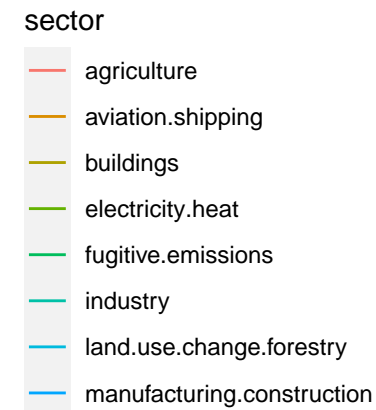 sector
agriculture
aviation.shipping
buildings
electricity.heat
fugitive.emissions
industry
land.use.change.forestry
manufacturing.construction